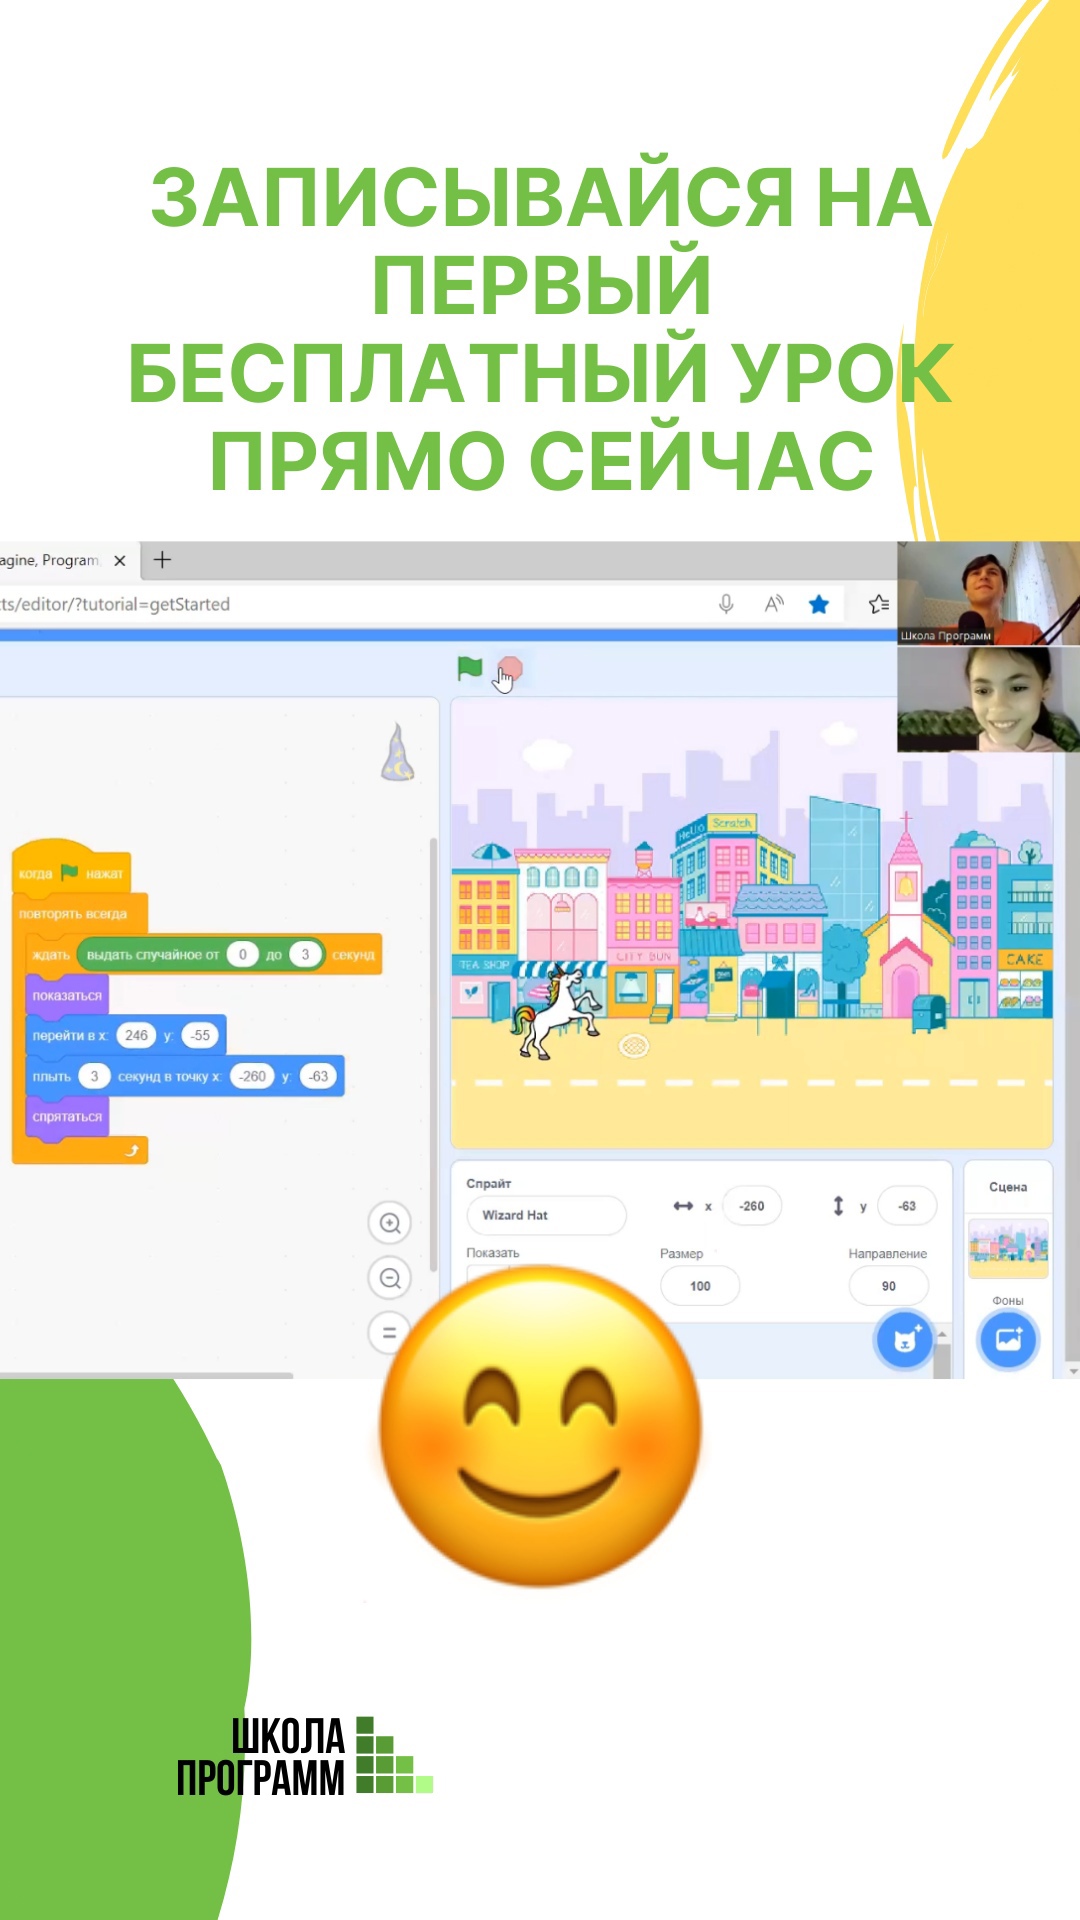 ЗАПИСЫВАЙСЯ НА
ПЕРВЫЙ
БЕСПЛАТНЫЙ УРОК
ПРЯМО СЕЙЧАС
agine, Program
ts/editor/?tutorial=getStarted
Школа Программ
когда нажат
повторять всегда
ждать выдать случайное от 0 до 3 секунд
показаться
перейти в x: 246 y: -55
плыть 3 секунд в точку x: -260 y: -63
спрятаться
Hello Scratch
TEA SHOP
CITY BUN
CAKE
Спрайт
Wizard Hat
x -260
y -63
Показать
Размер
100
Направление
90
Сцена
Фоны
ШКОЛА
ПРОГРАММ